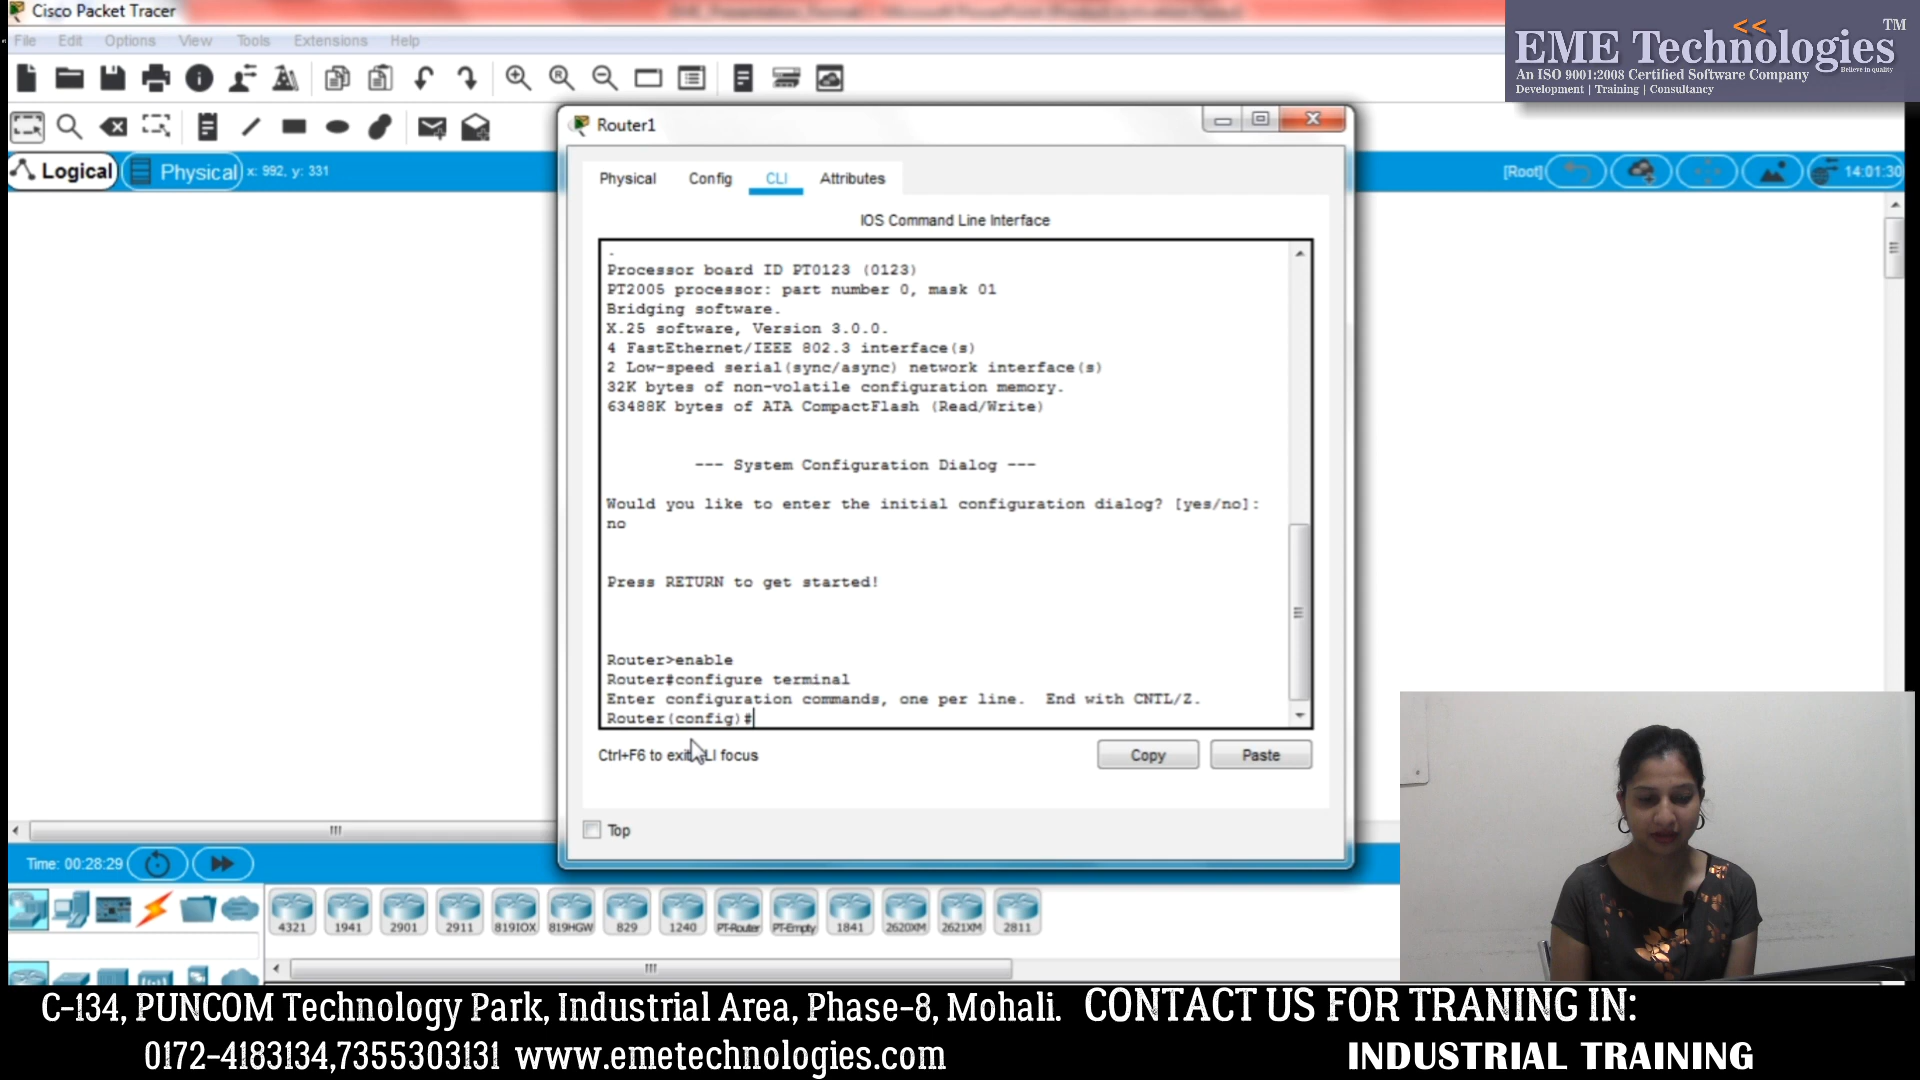 Cisco Packet Tracer
File Edit Options View Tools Extensions Help
EME Technologies TM
Believe in quality
An ISO 9001:2008 Certified Software Company
Development | Training | Consultancy
Logical Physical x: 992, y: 331
[Root] 14:01:30
Router1
Physical Config CLI Attributes
IOS Command Line Interface
Processor board ID PT0123 (0123)
PT2005 processor: part number 0, mask 01
Bridging software.
X.25 software, Version 3.0.0.
4 FastEthernet/IEEE 802.3 interface(s)
2 Low-speed serial(sync/async) network interface(s)
32K bytes of non-volatile configuration memory.
63488K bytes of ATA CompactFlash (Read/Write)
--- System Configuration Dialog ---
Would you like to enter the initial configuration dialog? [yes/no]:
no
Press RETURN to get started!
Router>enable
Router#configure terminal
Enter configuration commands, one per line.  End with CNTL/Z.
Router(config)#
Ctrl+F6 to exit CLI focus
Copy Paste
Top
Time: 00:28:29
4321 1941 2901 2911 819IOX 819HGW 829 1240 PT-Router PT-Empty 1841 2620XM 2621XM 2811
C-134, PUNCOM Technology Park, Industrial Area, Phase-8, Mohali. CONTACT US FOR TRANING IN:
0172-4183134,7355303131 www.emetechnologies.com INDUSTRIAL TRAINING